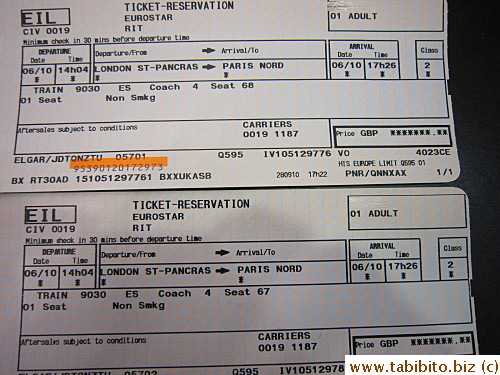 EIL TICKET-RESERVATION
CIV 0019 EUROSTAR 01 ADULT
RIT
Minimum check in 30 mins before departure time
DEPARTURE Departure/From → Arrival/To ARRIVAL Class
Date Time Date Time
06/10 14h04 LONDON ST-PANCRAS → PARIS NORD 06/10 17h26 2
* * * * * * *
TRAIN 9030 ES Coach 4 Seat 68
01 Seat Non Smkg
Aftersales subject to conditions CARRIERS
0019 1187 Price GBP *******.**
ELGAR/JDTONZTU 05701 Q595 IV105129776 VO 4023CE
95390120172973 HTS EUROPE LIMIT Q595 01
BX RT30AD 151051297761 BXXUKASB 280910 17h22 PNR/QNNXAX 1/1
EIL TICKET-RESERVATION
CIV 0019 EUROSTAR 01 ADULT
RIT
Minimum check in 30 mins before departure time
DEPARTURE Departure/From → Arrival/To ARRIVAL Class
Date Time Date Time
06/10 14h04 LONDON ST-PANCRAS → PARIS NORD 06/10 17h26 2
* * * * * * *
TRAIN 9030 ES Coach 4 Seat 67
01 Seat Non Smkg
Aftersales subject to conditions CARRIERS
0019 1187 Price GBP *******.**
www.tabibito.biz (c)